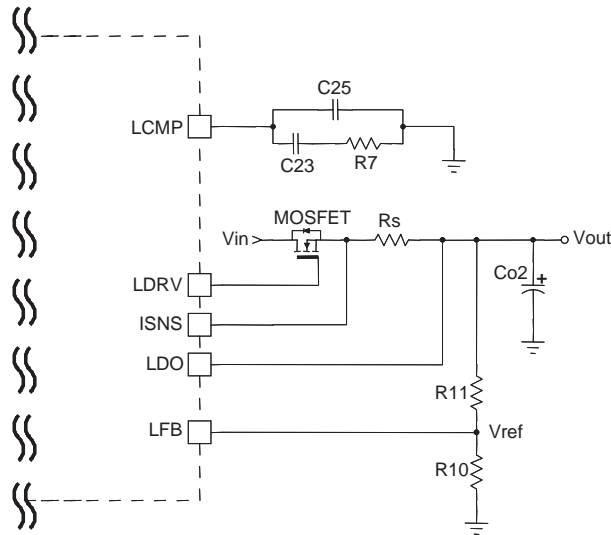 C25
LCMP
C23
R7
MOSFET
Rs
Vin
Vout
Co2
+
LDRV
ISNS
LDO
R11
LFB
Vref
R10